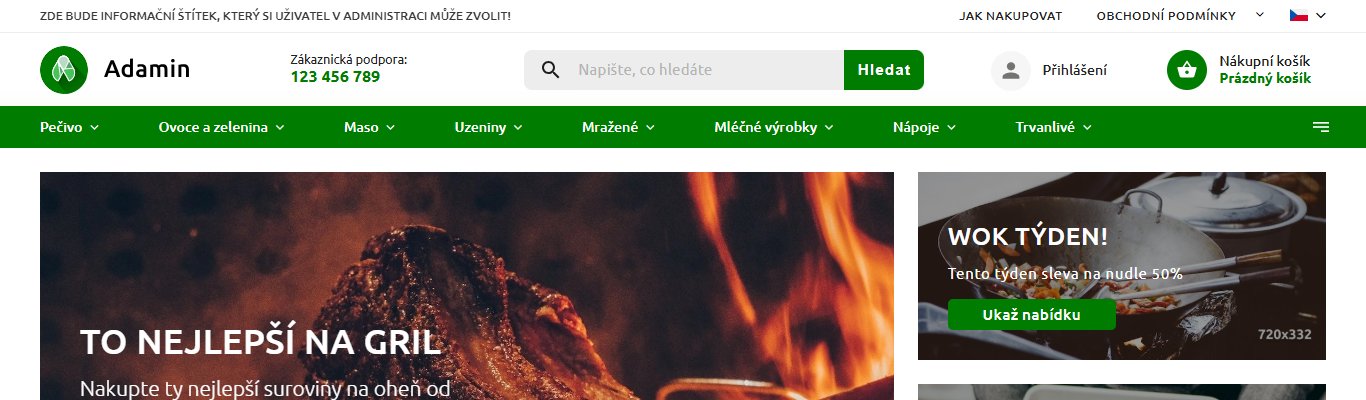 ZDE BUDE INFORMAČNÍ ŠTÍTEK, KTERÝ SI UŽIVATEL V ADMINISTRACI MŮŽE ZVOLIT!
JAK NAKUPOVAT
OBCHODNÍ PODMÍNKY
Adamin
Zákaznická podpora:
123 456 789
Napište, co hledáte
Hledat
Přihlášení
Nákupní košík
Prázdný košík
Pečivo
Ovoce a zelenina
Maso
Uzeniny
Mražené
Mléčné výrobky
Nápoje
Trvanlivé
TO NEJLEPŠÍ NA GRIL
Nakupte ty nejlepší suroviny na oheň od
WOK TÝDEN!
Tento týden sleva na nudle 50%
Ukaž nabídku
720x332